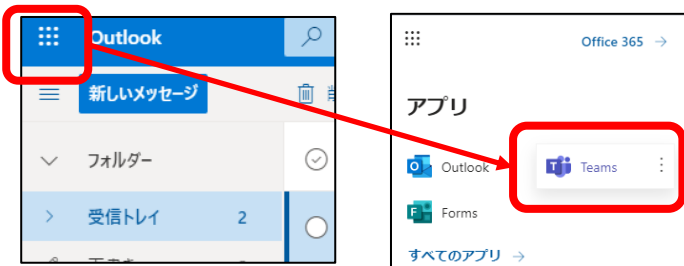 Outlook
新しいメッセージ
フォルダー
受信トレイ 2
Office 365 →
アプリ
Outlook
Teams
Forms
すべてのアプリ →